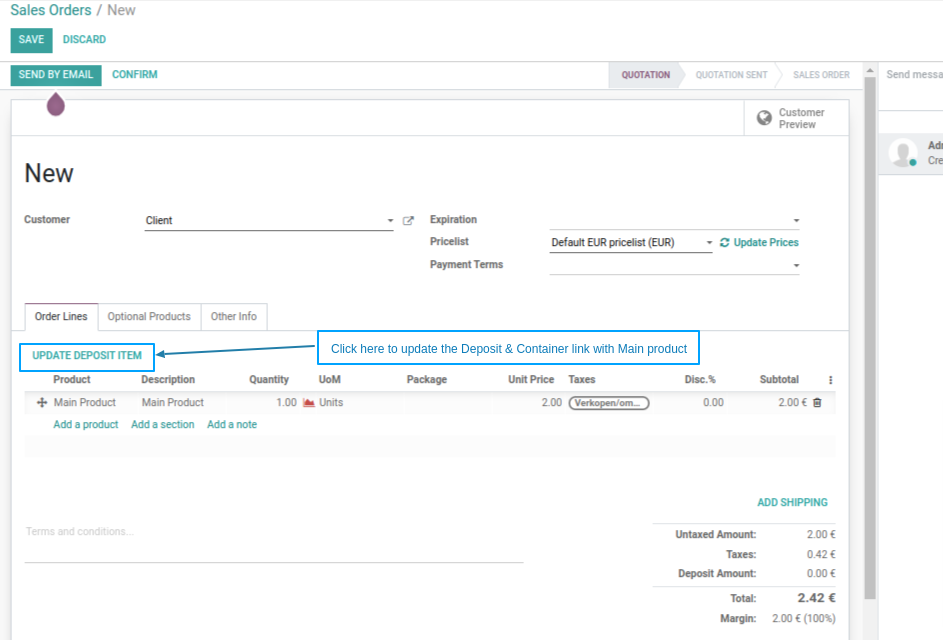 Sales Orders / New
SAVE DISCARD
SEND BY EMAIL CONFIRM QUOTATION QUOTATION SENT SALES ORDER Send messa
Customer
Preview
New
Customer Client Expiration
Pricelist Default EUR pricelist (EUR) Update Prices
Payment Terms
Order Lines Optional Products Other Info
UPDATE DEPOSIT ITEM Click here to update the Deposit & Container link with Main product
Product Description Quantity UoM Package Unit Price Taxes Disc.% Subtotal
Main Product Main Product 1.00 Units 2.00 Verkopen/om... 0.00 2.00 €
Add a product Add a section Add a note
ADD SHIPPING
Terms and conditions...
Untaxed Amount: 2.00 €
Taxes: 0.42 €
Deposit Amount: 0.00 €
Total: 2.42 €
Margin: 2.00 € (100%)
Adm
Cre